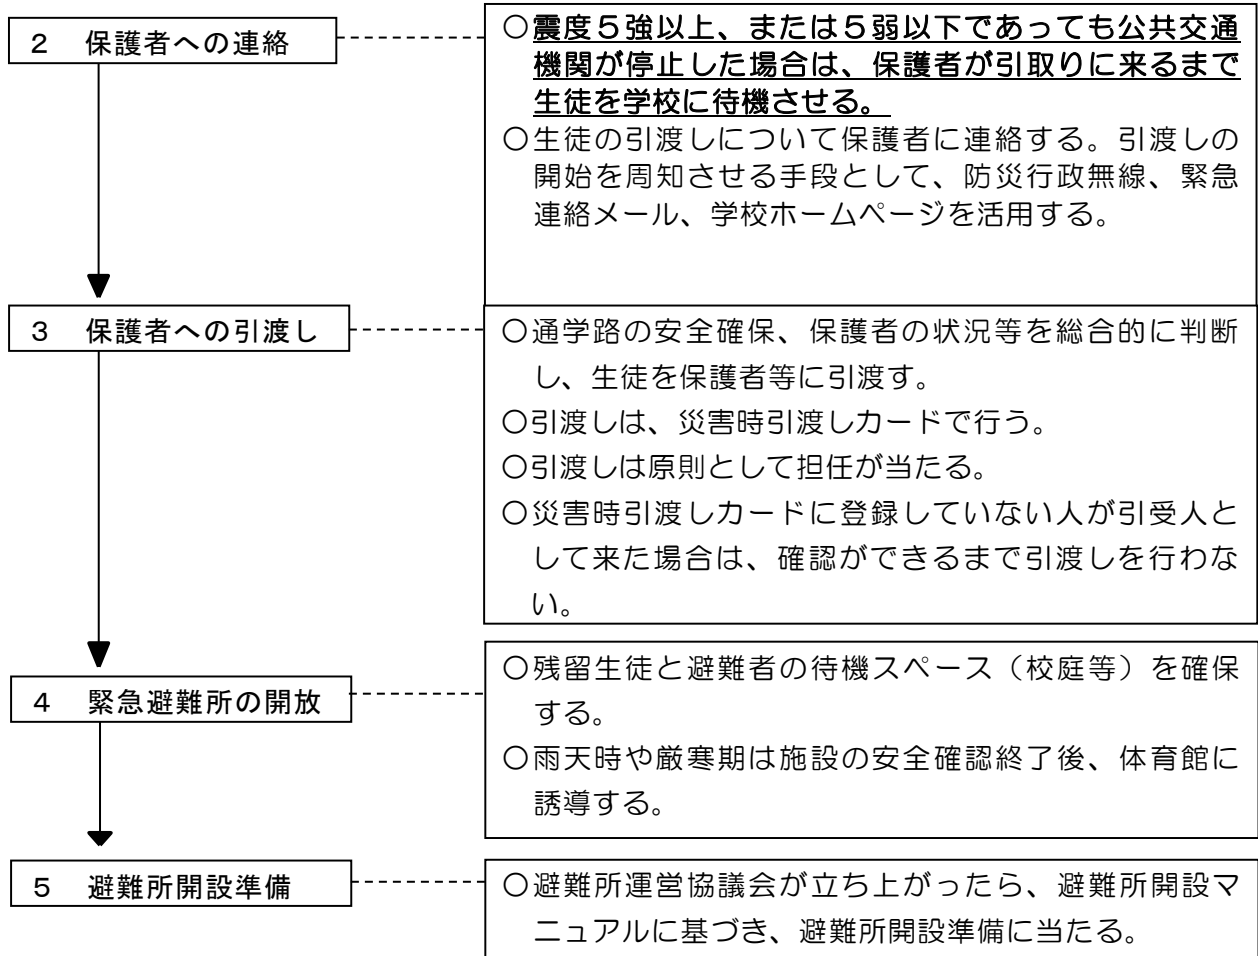 ２　保護者への連絡
○震度５強以上、または５弱以下であっても公共交通
機関が停止した場合は、保護者が引取りに来るまで
生徒を学校に待機させる。
○生徒の引渡しについて保護者に連絡する。引渡しの
開始を周知させる手段として、防災行政無線、緊急
連絡メール、学校ホームページを活用する。
３　保護者への引渡し
○通学路の安全確保、保護者の状況等を総合的に判断
し、生徒を保護者等に引渡す。
○引渡しは、災害時引渡しカードで行う。
○引渡しは原則として担任が当たる。
○災害時引渡しカードに登録していない人が引受人と
して来た場合は、確認ができるまで引渡しを行わな
い。
４　緊急避難所の開放
○残留生徒と避難者の待機スペース（校庭等）を確保
する。
○雨天時や厳寒期は施設の安全確認終了後、体育館に
誘導する。
５　避難所開設準備
○避難所運営協議会が立ち上がったら、避難所開設マ
ニュアルに基づき、避難所開設準備に当たる。